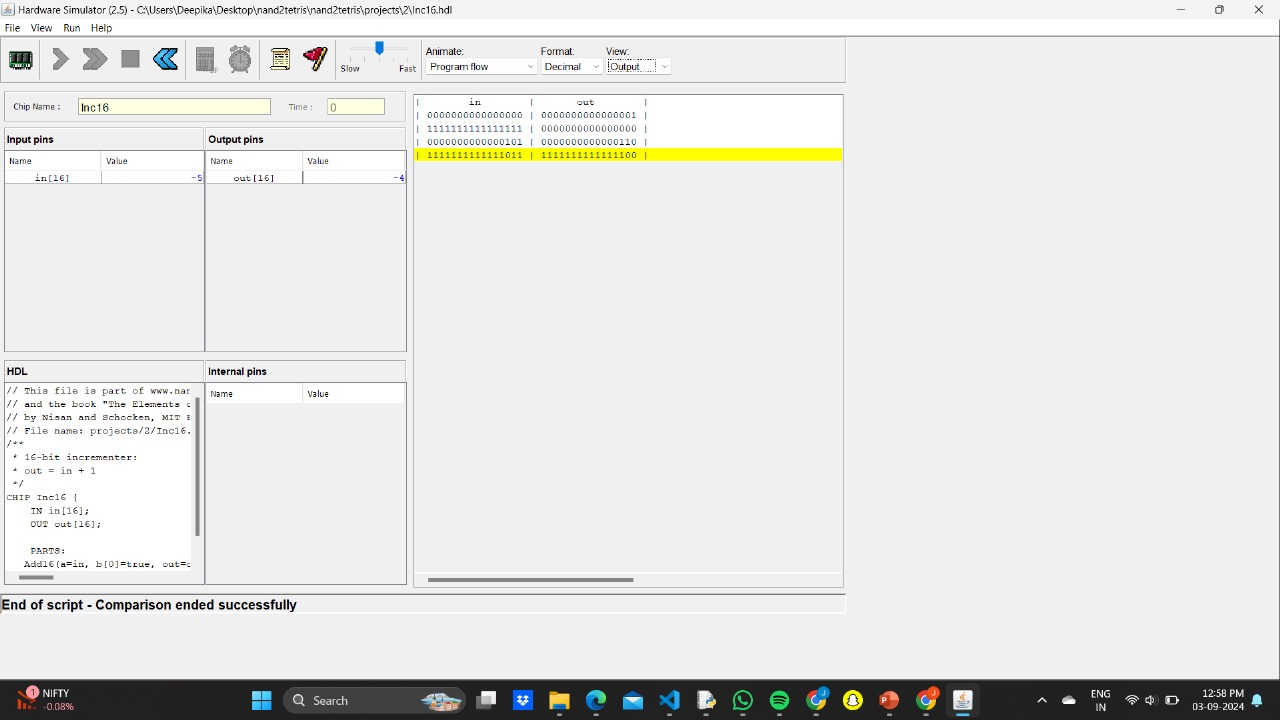 Hardware Simulator (2.5) - C:\Users\Deepika\Desktop\nand2tetris\nand2tetris\projects\2\Inc16.hdl
File View Run Help
Slow Fast
Animate: Format: View:
Program flow Decimal Output
Chip Name : Inc16 Time : 0
Input pins
Name Value
in[16] -5
Output pins
Name Value
out[16] -4
| in | out |
| 0000000000000000 | 0000000000000001 |
| 1111111111111111 | 0000000000000000 |
| 0000000000000101 | 0000000000000110 |
| 1111111111111011 | 1111111111111100 |
HDL
// This file is part of www.nan
// and the book "The Elements o
// by Nisan and Schocken, MIT P
// File name: projects/2/Inc16.
/**
* 16-bit incrementer:
* out = in + 1
*/
CHIP Inc16 {
IN in[16];
OUT out[16];
PARTS:
Add16(a=in, b[0]=true, out=o
Internal pins
Name Value
End of script - Comparison ended successfully
1
NIFTY
-0.08%
Search
ENG
IN
12:58 PM
03-09-2024